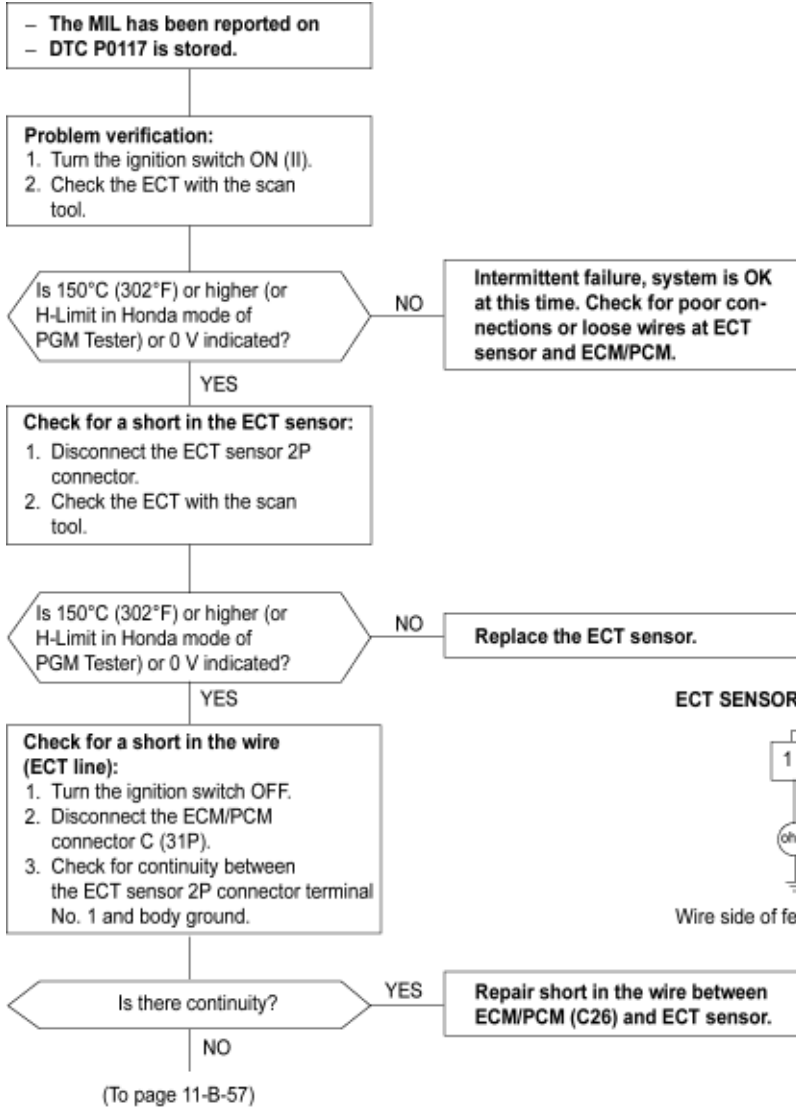 – The MIL has been reported on
– DTC P0117 is stored.
Problem verification:
1. Turn the ignition switch ON (II).
2. Check the ECT with the scan
tool.
Is 150°C (302°F) or higher (or
H-Limit in Honda mode of
PGM Tester) or 0 V indicated?
NO
Intermittent failure, system is OK
at this time. Check for poor con-
nections or loose wires at ECT
sensor and ECM/PCM.
YES
Check for a short in the ECT sensor:
1. Disconnect the ECT sensor 2P
connector.
2. Check the ECT with the scan
tool.
Is 150°C (302°F) or higher (or
H-Limit in Honda mode of
PGM Tester) or 0 V indicated?
NO
Replace the ECT sensor.
YES
ECT SENSOR
1
Check for a short in the wire
(ECT line):
1. Turn the ignition switch OFF.
2. Disconnect the ECM/PCM
connector C (31P).
3. Check for continuity between
the ECT sensor 2P connector terminal
No. 1 and body ground.
oh
Wire side of fe
Is there continuity?
YES
Repair short in the wire between
ECM/PCM (C26) and ECT sensor.
NO
(To page 11-B-57)